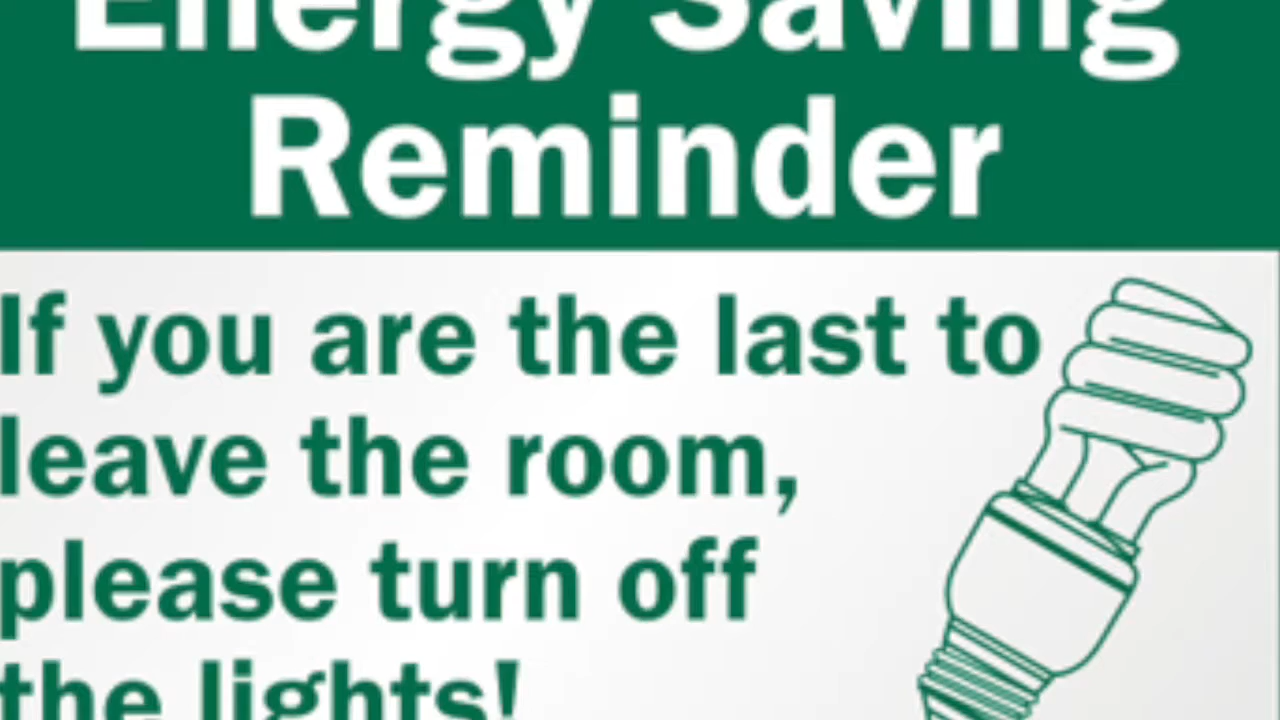 Energy Saving
Reminder
If you are the last to
leave the room,
please turn off
the lights!